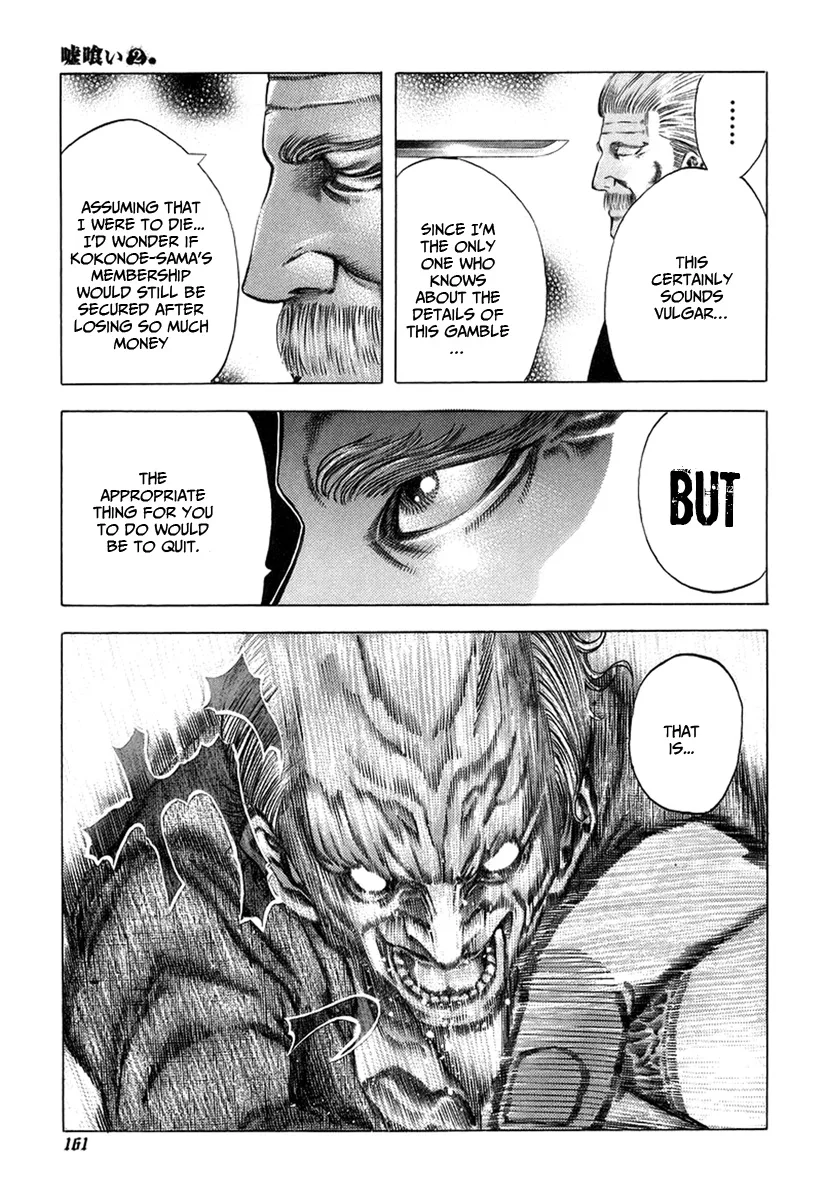 嘘喰い 2.
......
THIS
CERTAINLY
SOUNDS
VULGAR...
SINCE I'M
THE ONLY
ONE WHO
KNOWS
ABOUT THE
DETAILS OF
THIS GAMBLE
...
ASSUMING THAT
I WERE TO DIE...
I'D WONDER IF
KOKONOE-SAMA'S
MEMBERSHIP
WOULD STILL BE
SECURED AFTER
LOSING SO MUCH
MONEY
BUT
THE
APPROPRIATE
THING FOR YOU
TO DO WOULD
BE TO QUIT.
THAT
IS...
161